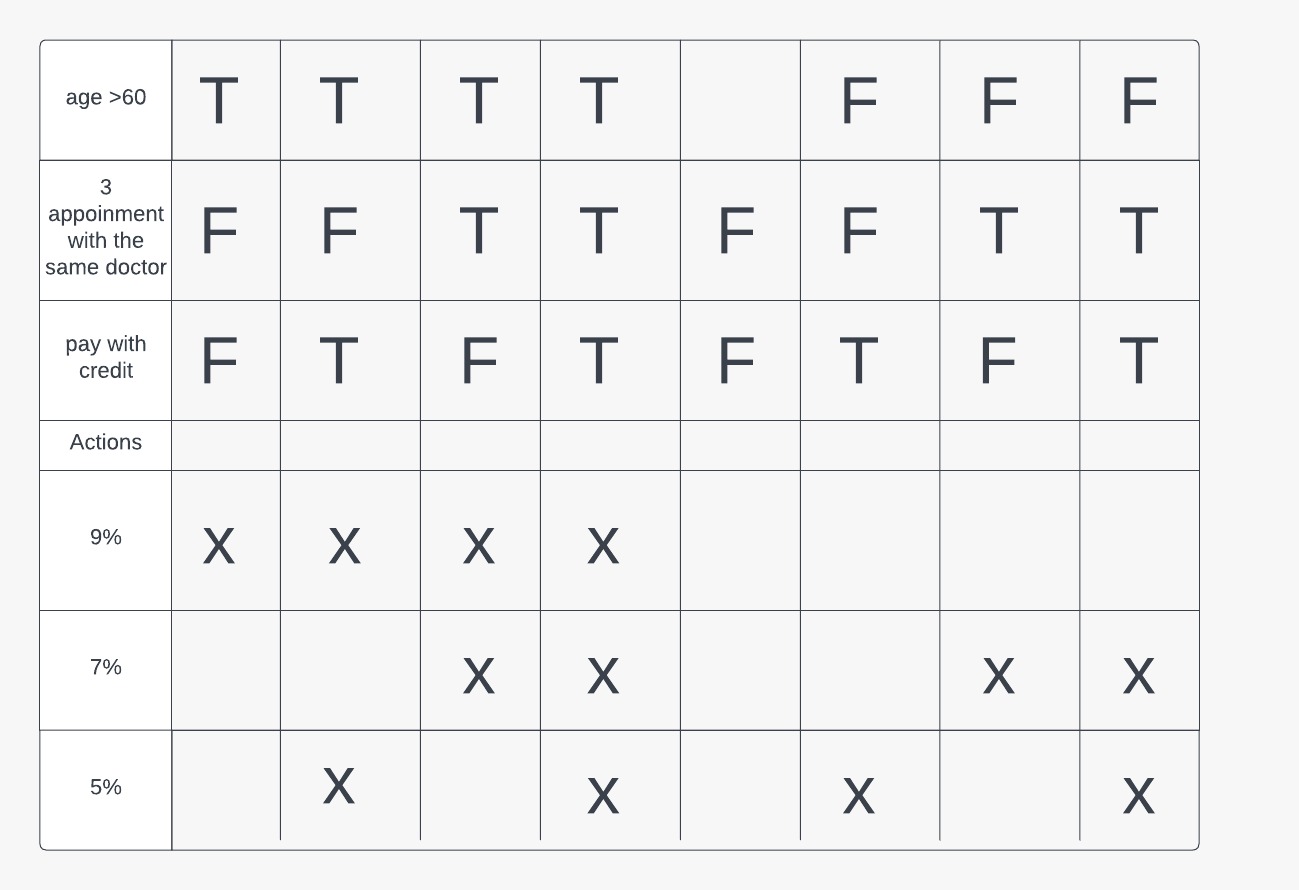 age >60 T T T T F F F
3
appoinment
with the
same doctor F F T T F F T T
pay with
credit F T F T F T F T
Actions
9% X X X X
7% X X X X
5% X X X X